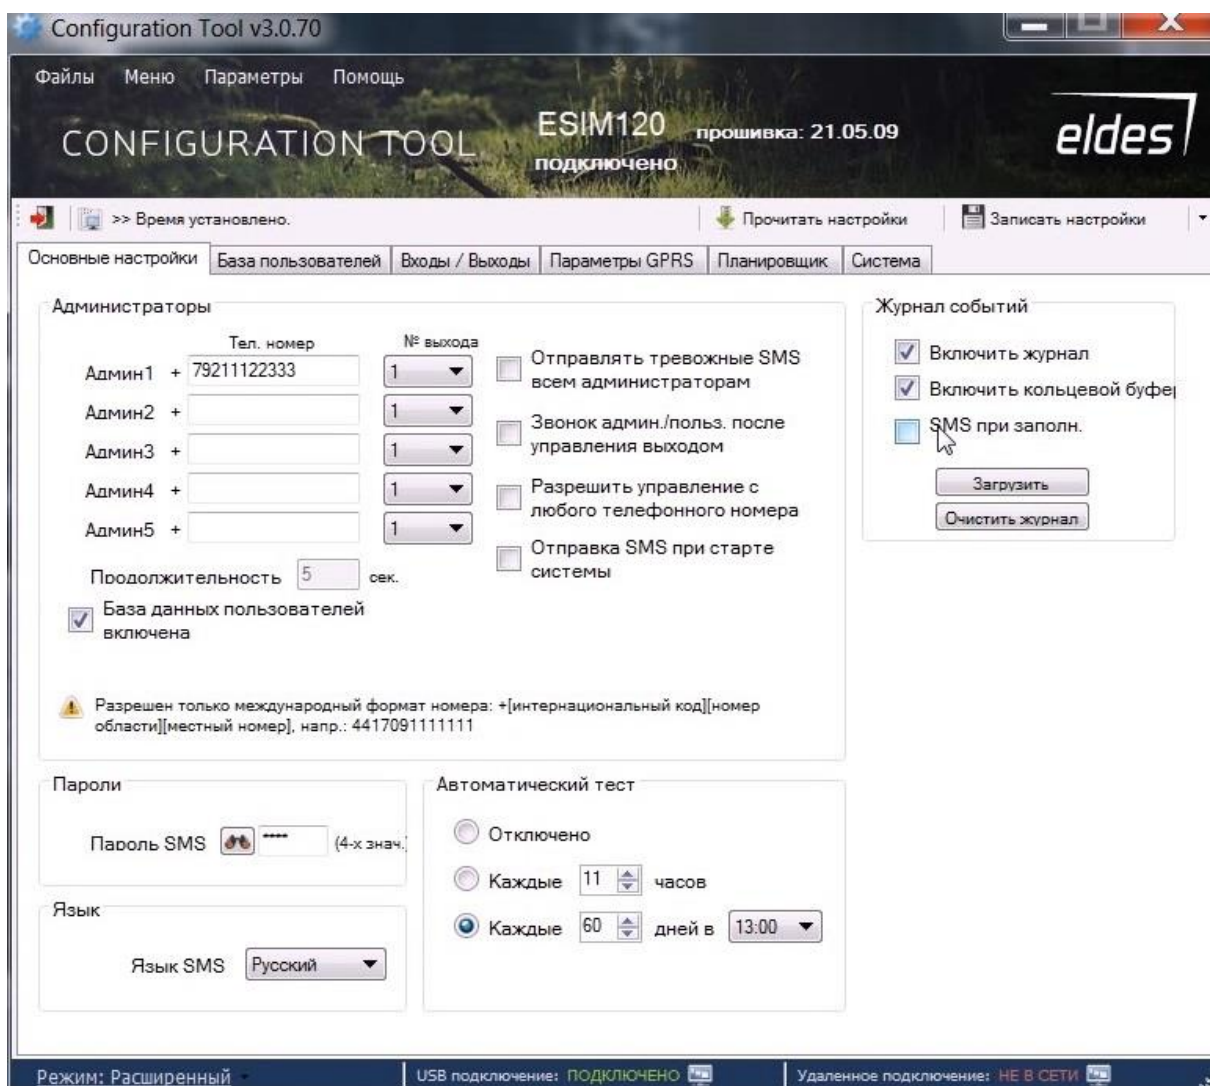 Configuration Tool v3.0.70
Файлы Меню Параметры Помощь
CONFIGURATION TOOL
ESIM120 прошивка: 21.05.09
подключено
eldes
>> Время установлено. Прочитать настройки Записать настройки
Основные настройки База пользователей Входы / Выходы Параметры GPRS Планировщик Система
Администраторы
Тел. номер № выхода
Админ1 + 79211122333 1
Админ2 + 1
Админ3 + 1
Админ4 + 1
Админ5 + 1
Продолжительность 5 сек.
База данных пользователей
включена
Отправлять тревожные SMS
всем администраторам
Звонок админ./польз. после
управления выходом
Разрешить управление с
любого телефонного номера
Отправка SMS при старте
системы
Разрешен только международный формат номера: +[интернациональный код][номер
области][местный номер], напр.: 4417091111111
Журнал событий
Включить журнал
Включить кольцевой буфер
SMS при заполн.
Загрузить
Очистить журнал
Пароли
Пароль SMS **** (4-х знач.
Язык
Язык SMS Русский
Автоматический тест
Отключено
Каждые 11 часов
Каждые 60 дней в 13:00
Режим: Расширенный USB подключение: ПОДКЛЮЧЕНО Удаленное подключение: НЕ В СЕТИ